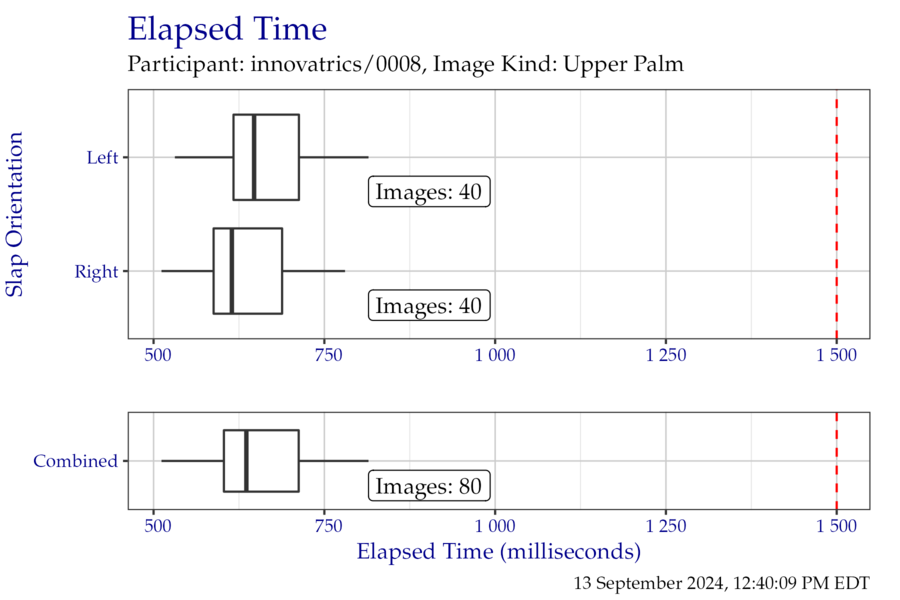 Elapsed Time
Participant: innovatrics/0008, Image Kind: Upper Palm
Slap Orientation
Left
Images: 40
Right
Images: 40
500 750 1 000 1 250 1 500
Combined
Images: 80
500 750 1 000 1 250 1 500
Elapsed Time (milliseconds)
13 September 2024, 12:40:09 PM EDT